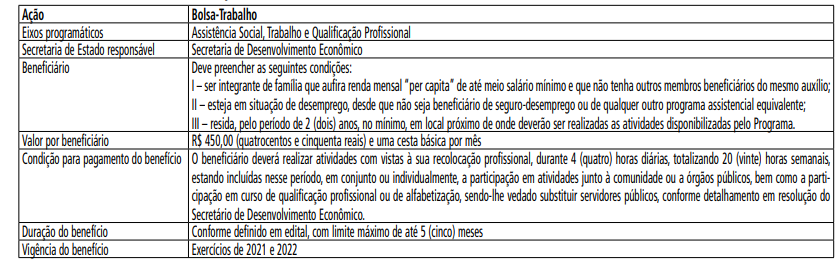 Ação Bolsa-Trabalho
Eixos programáticos Assistência Social, Trabalho e Qualificação Profissional
Secretaria de Estado responsável Secretaria de Desenvolvimento Econômico
Beneficiário Deve preencher as seguintes condições:
I – ser integrante de família que aufira renda mensal “per capita” de até meio salário mínimo e que não tenha outros membros beneficiários do mesmo auxílio;
II – esteja em situação de desemprego, desde que não seja beneficiário de seguro-desemprego ou de qualquer outro programa assistencial equivalente;
III – resida, pelo período de 2 (dois) anos, no mínimo, em local próximo de onde deverão ser realizadas as atividades disponibilizadas pelo Programa.
Valor por beneficiário R$ 450,00 (quatrocentos e cinquenta reais) e uma cesta básica por mês
Condição para pagamento do benefício O beneficiário deverá realizar atividades com vistas à sua recolocação profissional, durante 4 (quatro) horas diárias, totalizando 20 (vinte) horas semanais,
estando incluídas nesse período, em conjunto ou individualmente, a participação em atividades junto à comunidade ou a órgãos públicos, bem como a parti-
cipação em curso de qualificação profissional ou de alfabetização, sendo-lhe vedado substituir servidores públicos, conforme detalhamento em resolução do
Secretário de Desenvolvimento Econômico.
Duração do benefício Conforme definido em edital, com limite máximo de até 5 (cinco) meses
Vigência do benefício Exercícios de 2021 e 2022